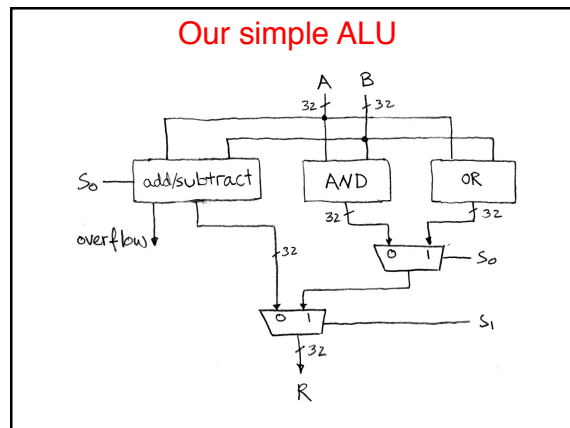 Our simple ALU
A B
32 32
S0 add/subtract AND OR
overflow 32 32
32 0 1 S0
0 1 S1
32
R